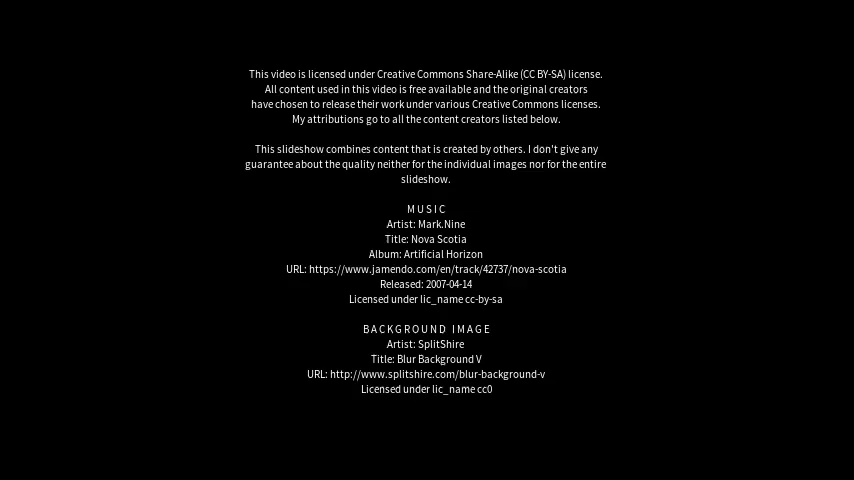 This video is licensed under Creative Commons Share-Alike (CC BY-SA) license.
All content used in this video is free available and the original creators
have chosen to release their work under various Creative Commons licenses.
My attributions go to all the content creators listed below.
This slideshow combines content that is created by others. I don't give any
guarantee about the quality neither for the individual images nor for the entire
slideshow.
MUSIC
Artist: Mark.Nine
Title: Nova Scotia
Album: Artificial Horizon
URL: https://www.jamendo.com/en/track/42737/nova-scotia
Released: 2007-04-14
Licensed under lic_name cc-by-sa
BACKGROUND IMAGE
Artist: SplitShire
Title: Blur Background V
URL: http://www.splitshire.com/blur-background-v
Licensed under lic_name cc0